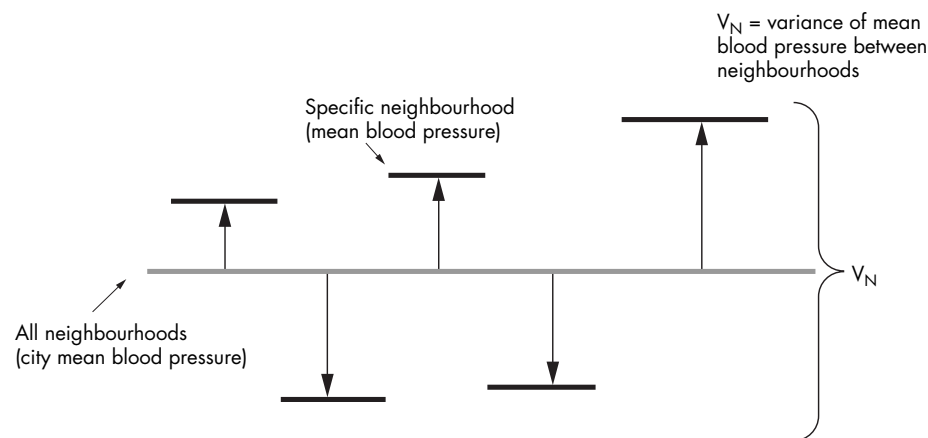 V_N = variance of mean
blood pressure between
neighbourhoods
Specific neighbourhood
(mean blood pressure)
V_N
All neighbourhoods
(city mean blood pressure)